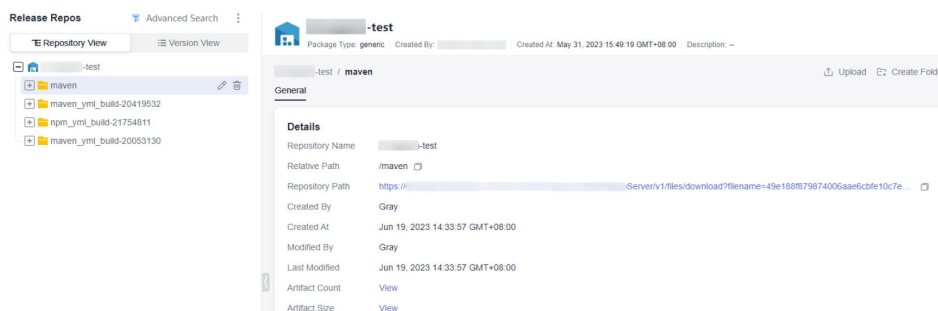 Release Repos
Advanced Search
Repository View
Version View
-test
maven
maven_yml_build-20419532
npm_yml_build-21754811
maven_yml_build-20053130
-test
Package Type: generic Created By: Created At: May 31, 2023 15:49:19 GMT+08:00 Description: --
-test / maven
Upload Create Fold
General
Details
Repository Name -test
Relative Path /maven
Repository Path https:// Server/v1/files/download?filename=49e188f879874006aae6cbfe10c7e...
Created By Gray
Created At Jun 19, 2023 14:33:57 GMT+08:00
Modified By Gray
Last Modified Jun 19, 2023 14:33:57 GMT+08:00
Artifact Count View
Artifact Size View